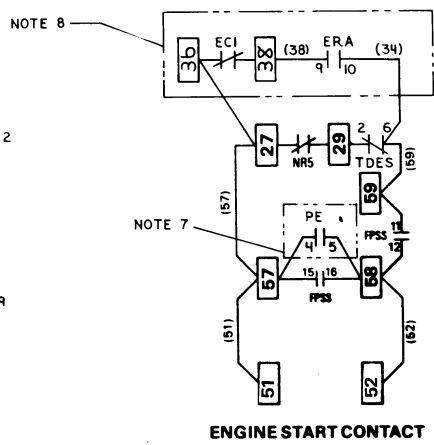 NOTE 8
36
ECI
38
(38)
ERA
9 10
(34)
2
27
NR5
29
2 6
TDES
(59)
59
(57)
PE
4 5
NOTE 7
FPSS
11
12
57
15 16
FPSS
58
(51)
(52)
51
52
ENGINE START CONTACT